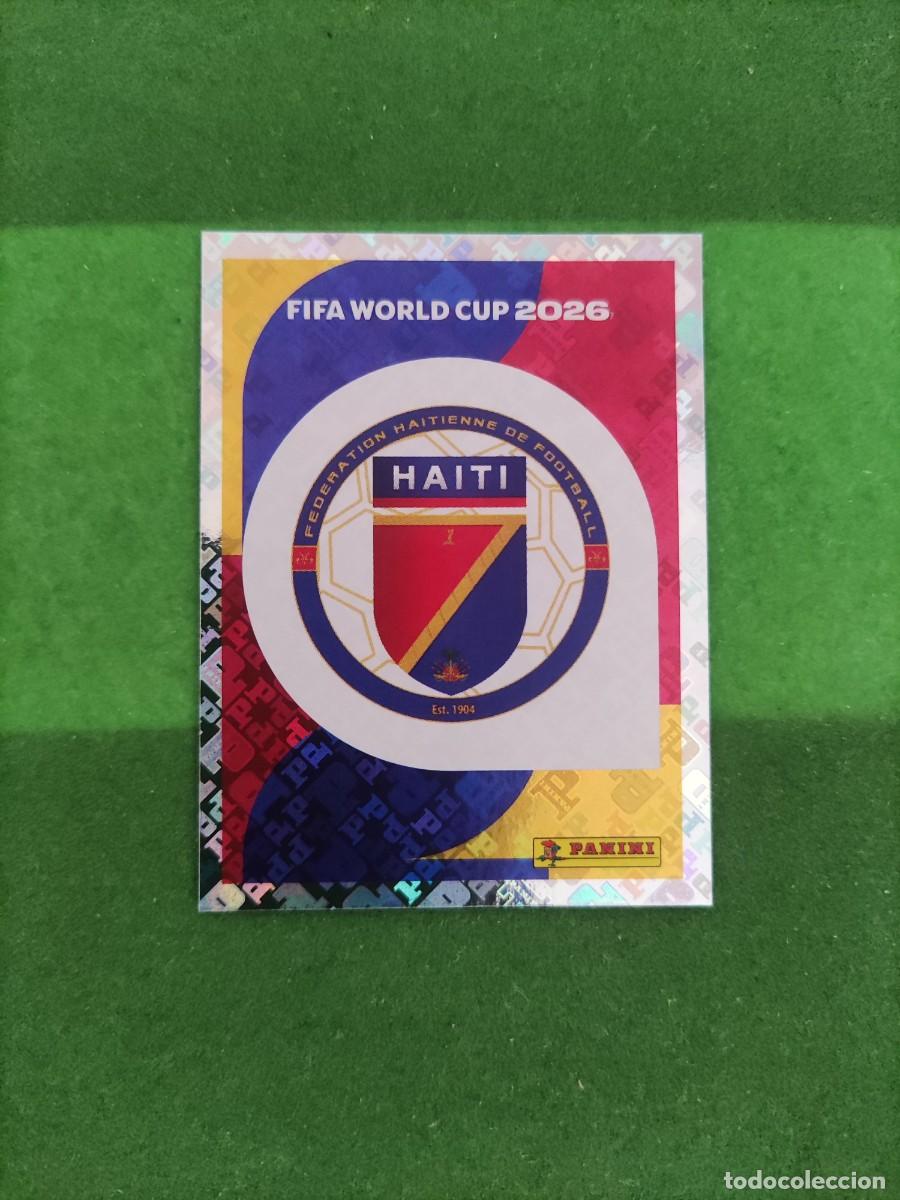 FIFA WORLD CUP 2026
FEDERATION HAITIENNE DE FOOTBALL
HAITI
Est. 1904
PANINI
todocoleccion